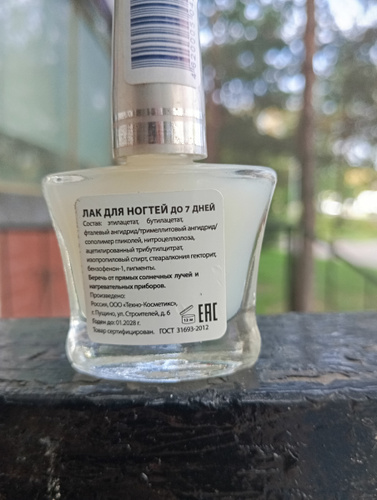 ЛАК ДЛЯ НОГТЕЙ ДО 7 ДНЕЙ
Состав: этилацетат, бутилацетат,
фталевый ангидрид/тримеллитовый ангидрид/
сополимер гликолей, нитроцеллюлоза,
ацетилированный трибутилцитрат,
изопропиловый спирт, стеаралкония гекторит,
бензофенон-1, пигменты.
Беречь от прямых солнечных лучей и
нагревательных приборов.
Произведено:
Россия, ООО «Техно-Косметикс»,
г. Пущино, ул. Строителей, д. 6
Годен до 01.2028 г.
Товар сертифицирован. ГОСТ 31693-2012
EAC